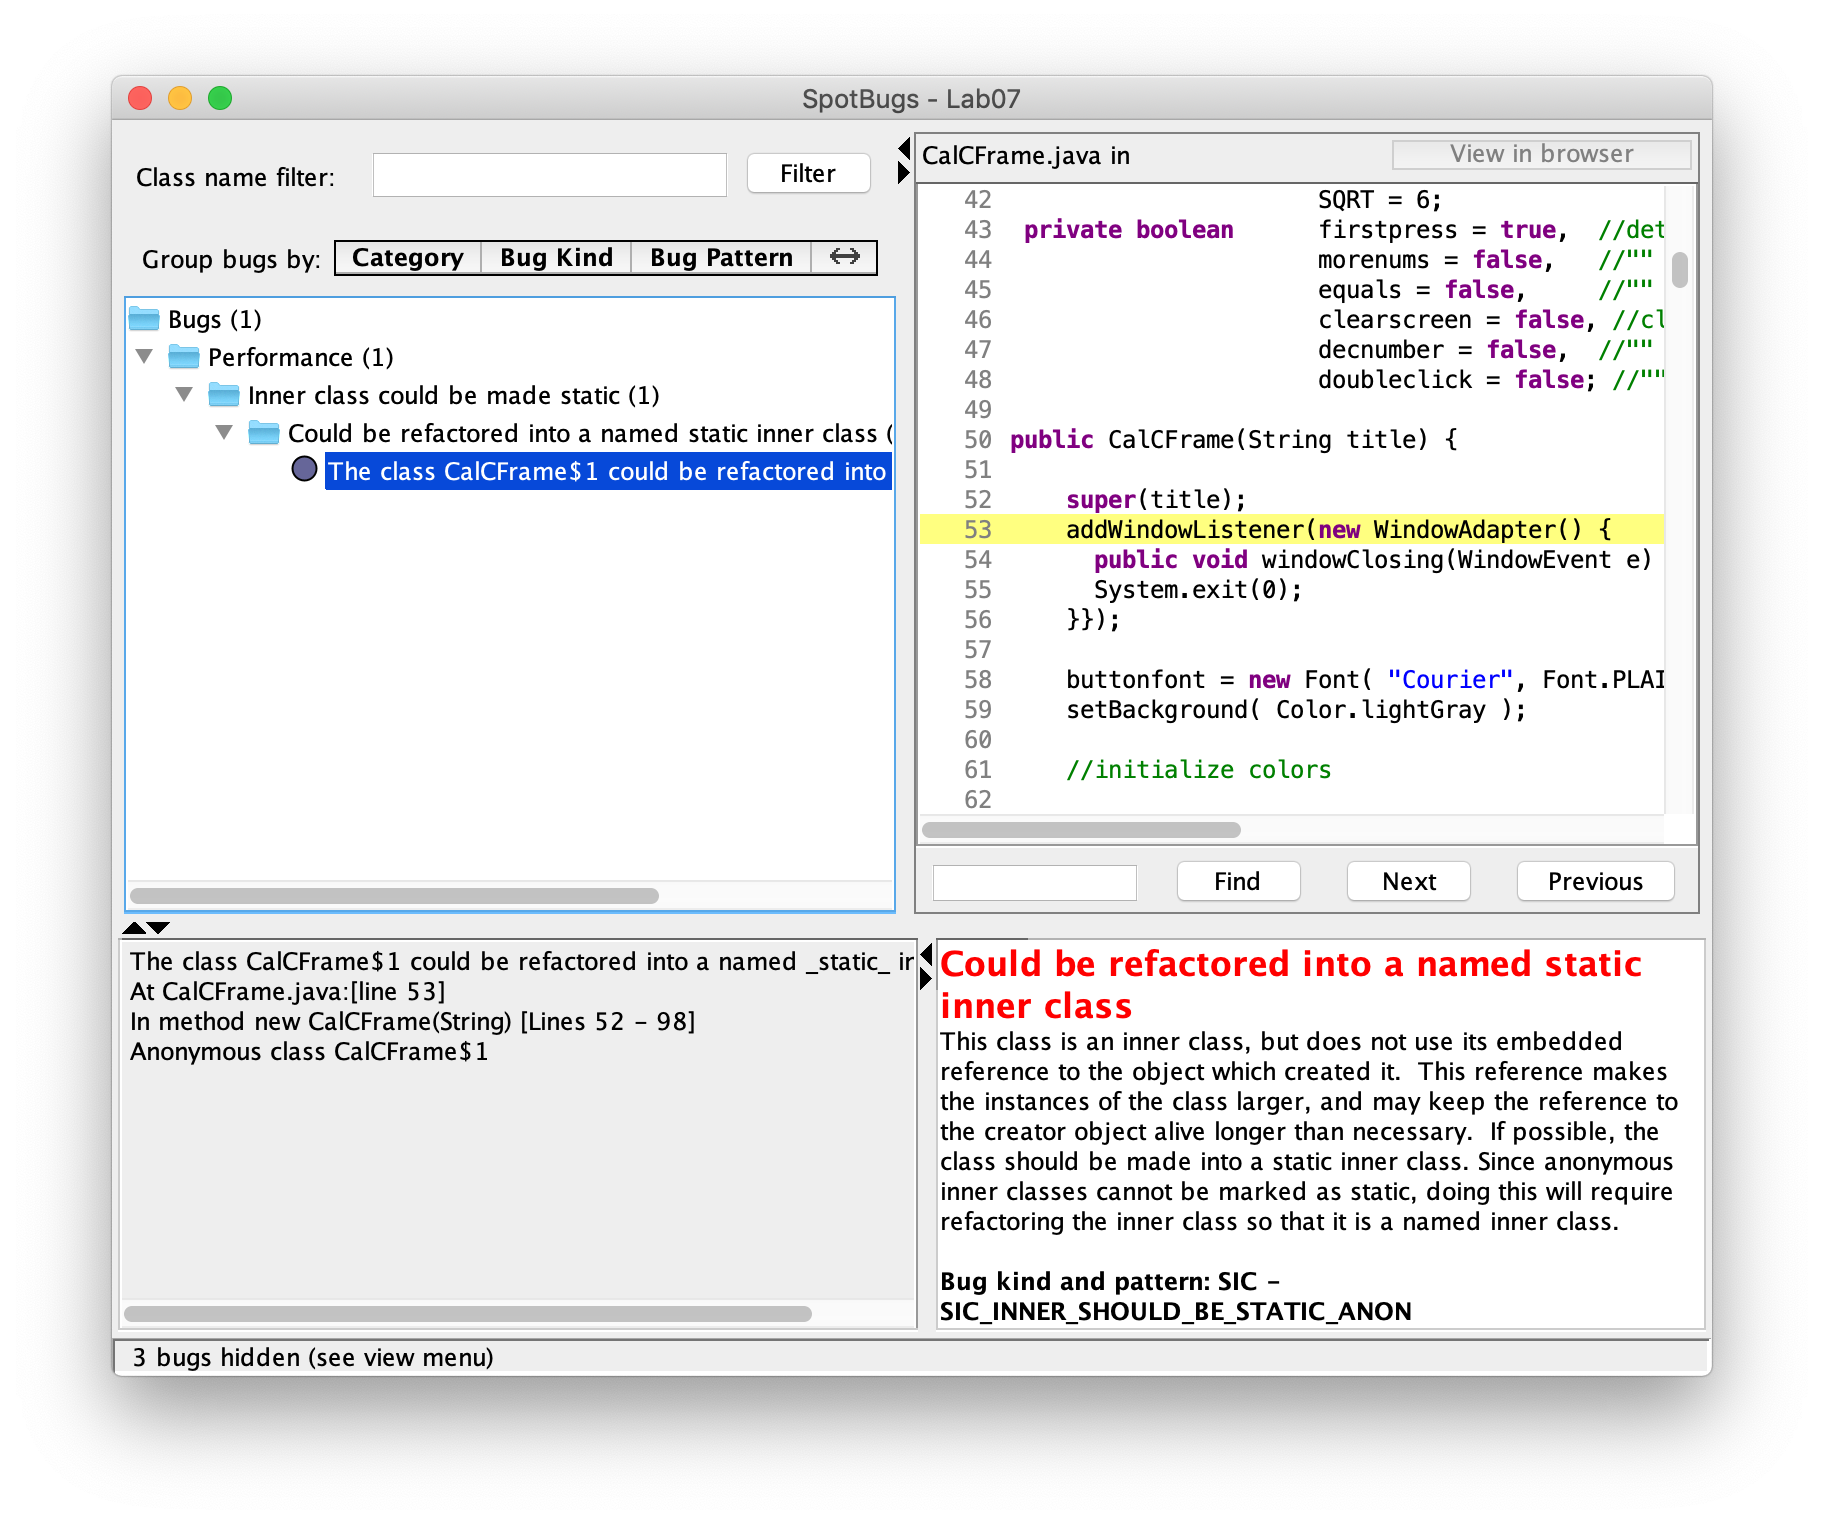 SpotBugs - Lab07
Class name filter:
Filter
Group bugs by:
Category
Bug Kind
Bug Pattern
Bugs (1)
Performance (1)
Inner class could be made static (1)
Could be refactored into a named static inner class (
The class CalCFrame$1 could be refactored into
CalCFrame.java in
View in browser
42 SQRT = 6;
43 private boolean firstpress = true, //det
44 morenums = false, //""
45 equals = false, //""
46 clearscreen = false, //cl
47 decnumber = false, //""
48 doubleclick = false; //""
49
50 public CalCFrame(String title) {
51
52 super(title);
53 addWindowListener(new WindowAdapter() {
54 public void windowClosing(WindowEvent e)
55 System.exit(0);
56 }});
57
58 buttonfont = new Font( "Courier", Font.PLAI
59 setBackground( Color.lightGray );
60
61 //initialize colors
62
Find
Next
Previous
The class CalCFrame$1 could be refactored into a named _static_ in
At CalCFrame.java:[line 53]
In method new CalCFrame(String) [Lines 52 - 98]
Anonymous class CalCFrame$1
Could be refactored into a named static
inner class
This class is an inner class, but does not use its embedded
reference to the object which created it.  This reference makes
the instances of the class larger, and may keep the reference to
the creator object alive longer than necessary.  If possible, the
class should be made into a static inner class. Since anonymous
inner classes cannot be marked as static, doing this will require
refactoring the inner class so that it is a named inner class.
Bug kind and pattern: SIC -
SIC_INNER_SHOULD_BE_STATIC_ANON
3 bugs hidden (see view menu)